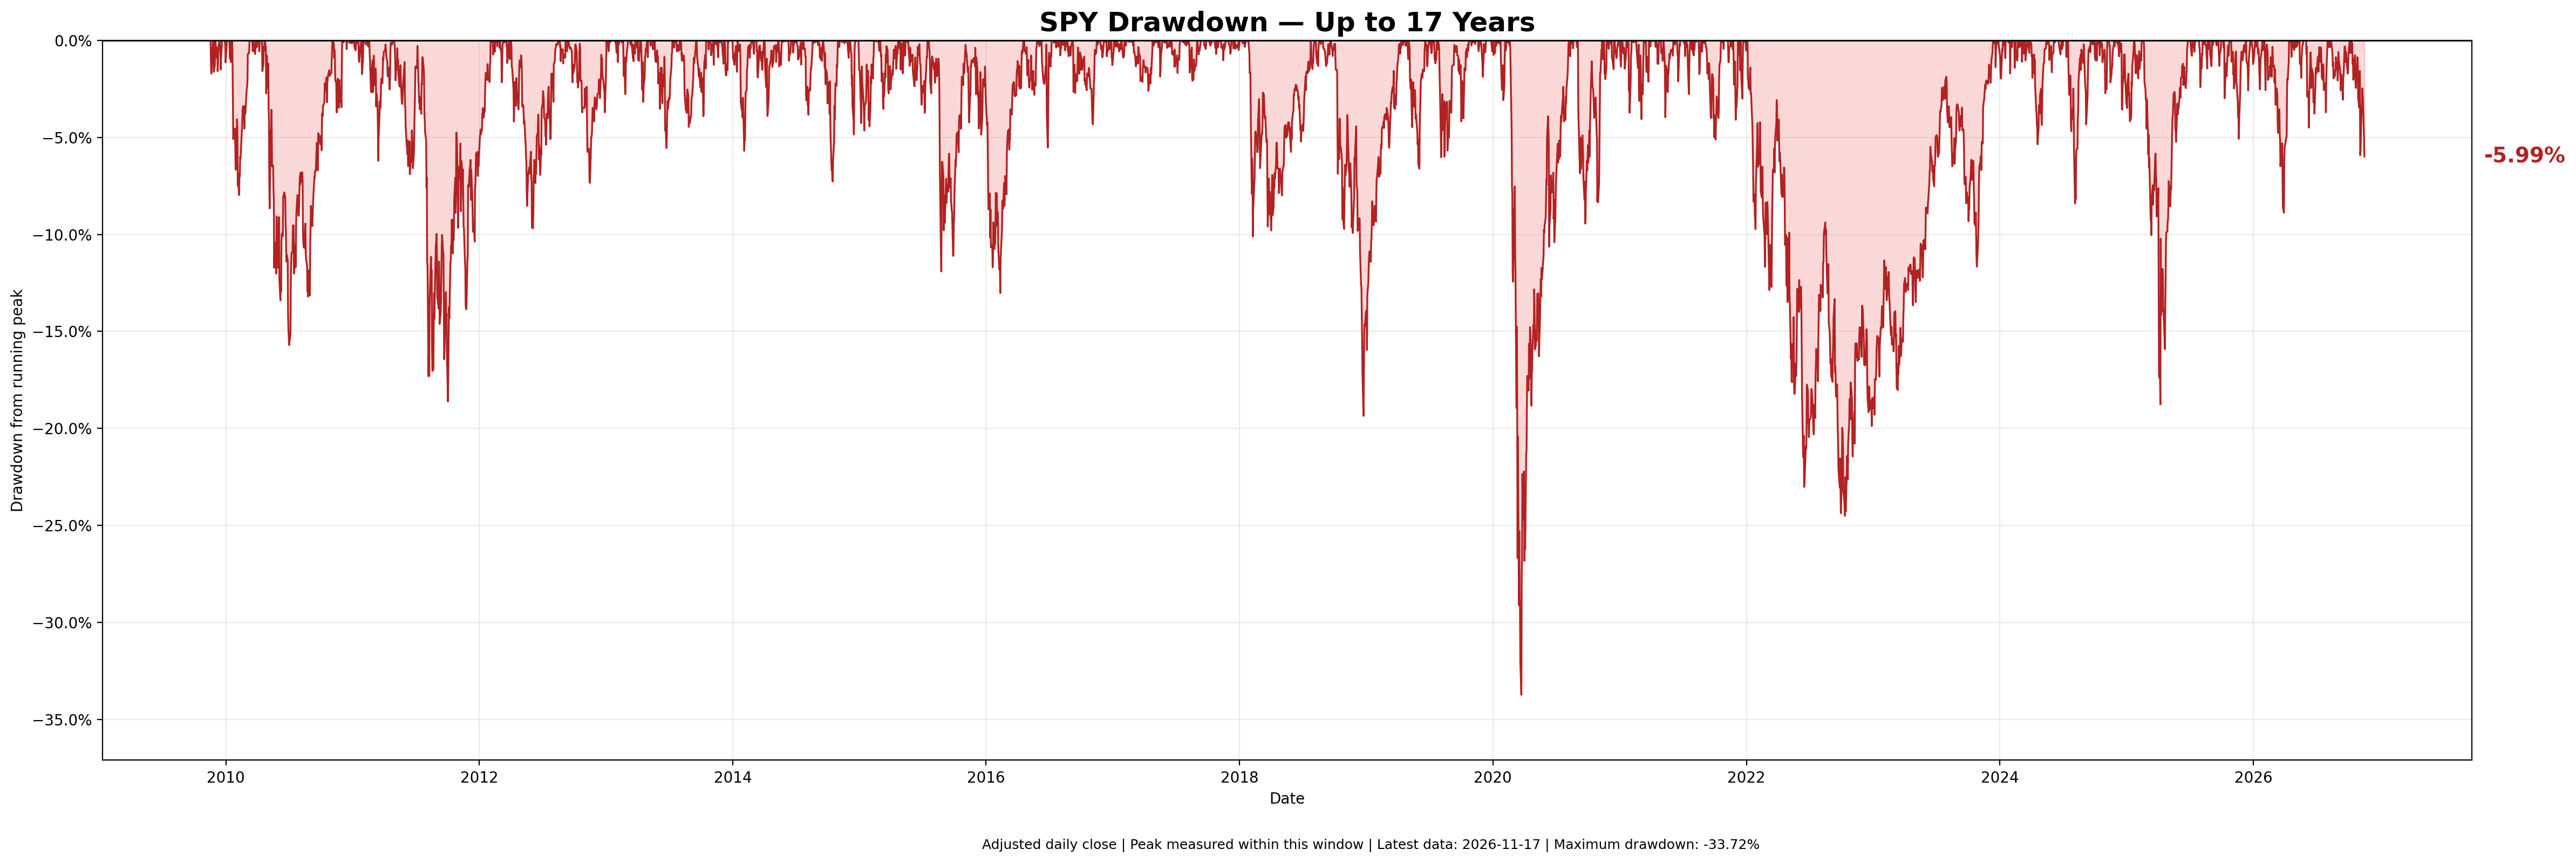 SPY Drawdown — Up to 17 Years
0.0%
−5.0%
−10.0%
−15.0%
−20.0%
−25.0%
−30.0%
−35.0%
Drawdown from running peak
-5.99%
2010 2012 2014 2016 2018 2020 2022 2024 2026
Date
Adjusted daily close | Peak measured within this window | Latest data: 2026-11-17 | Maximum drawdown: -33.72%